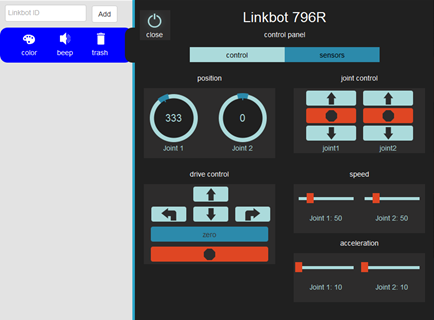 Linkbot ID
Add
color
beep
trash
close
Linkbot 796R
control panel
control
sensors
position
333
0
Joint 1
Joint 2
joint control
joint1
joint2
drive control
zero
speed
Joint 1: 50
Joint 2: 50
acceleration
Joint 1: 10
Joint 2: 10